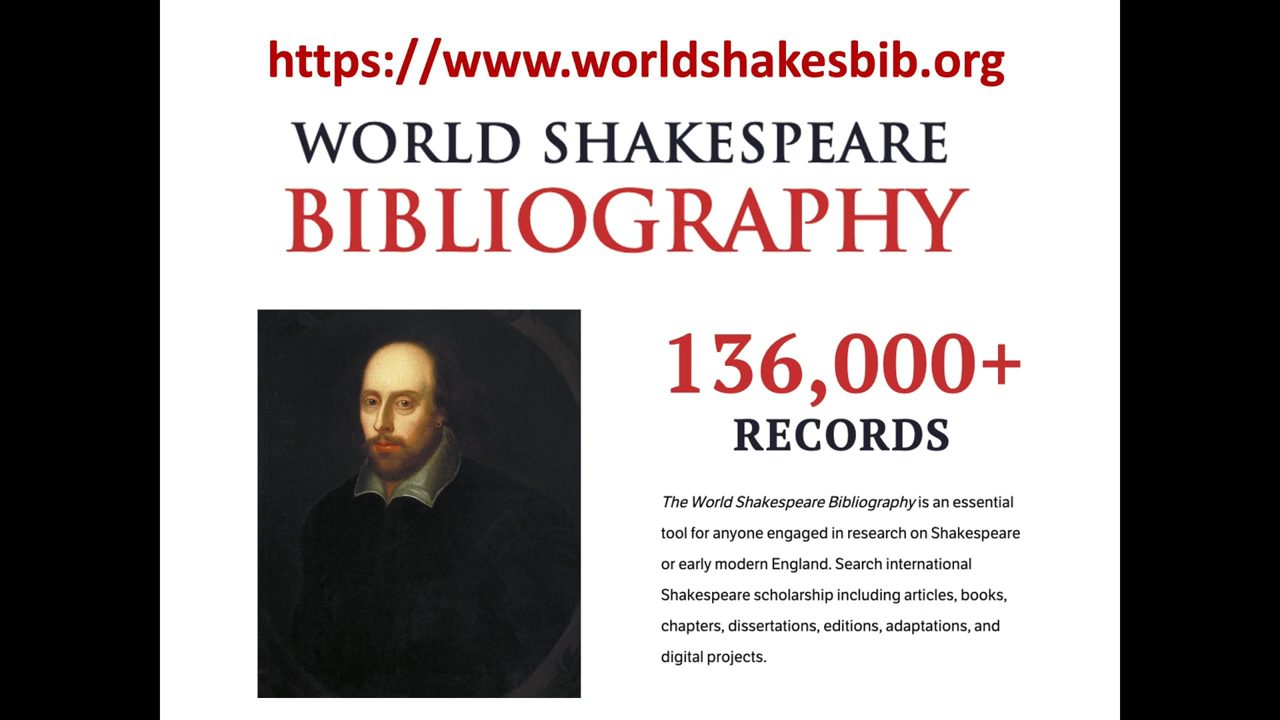 https://www.worldshakesbib.org
WORLD SHAKESPEARE
BIBLIOGRAPHY
136,000+
RECORDS
The World Shakespeare Bibliography is an essential
tool for anyone engaged in research on Shakespeare
or early modern England. Search international
Shakespeare scholarship including articles, books,
chapters, dissertations, editions, adaptations, and
digital projects.